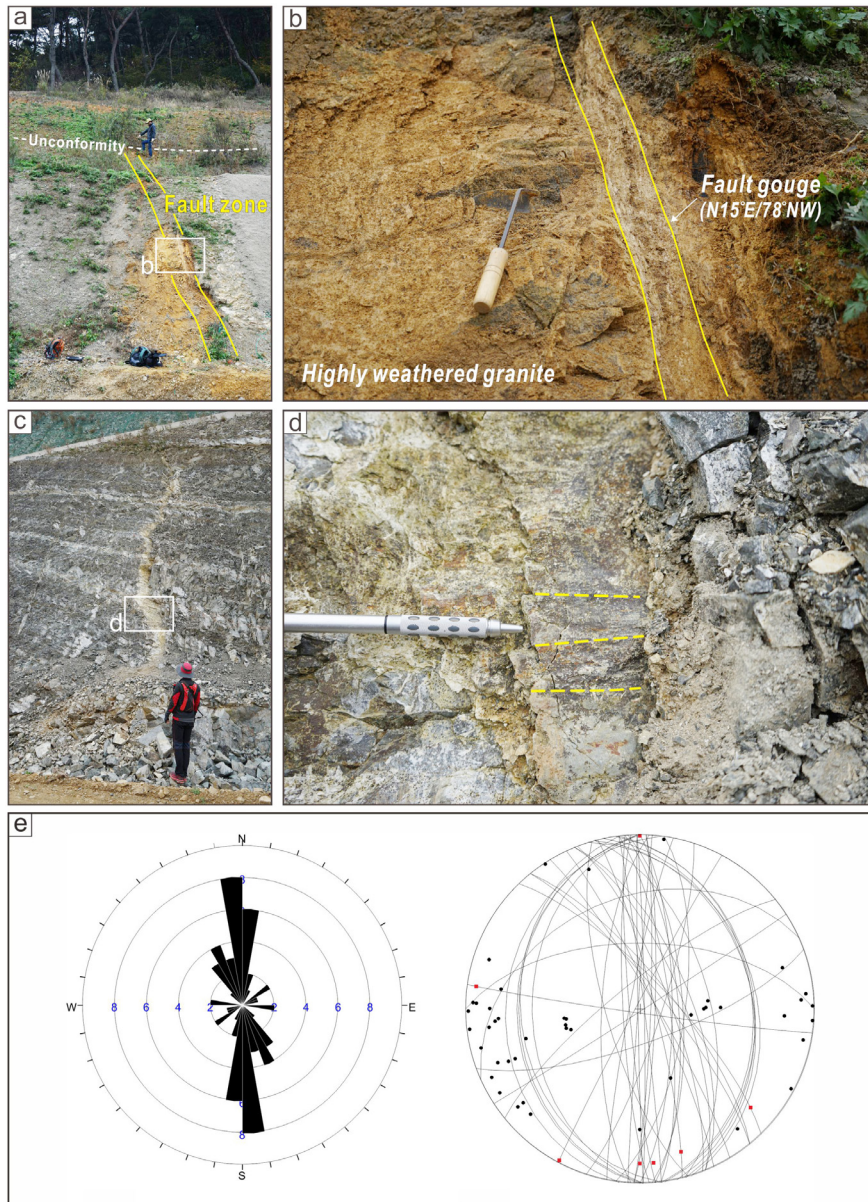 a
Unconformity
Fault zone
b
b
Fault gouge
(N15°E/78°NW)
Highly weathered granite
c
d
d
e
N
8
W
8
6
4
2
2
4
6
8
E
6
8
S